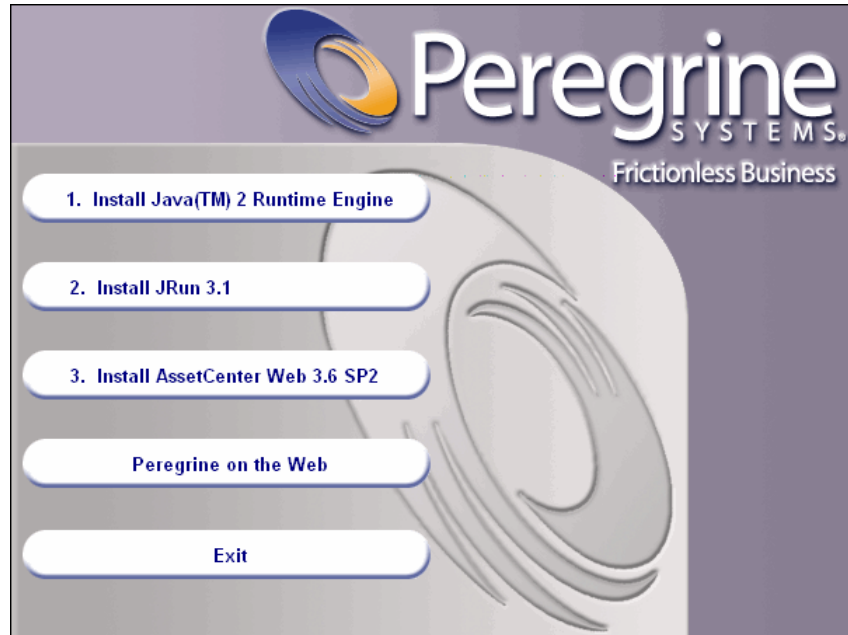 Peregrine
SYSTEMS®
Frictionless Business
1. Install Java(TM) 2 Runtime Engine
2. Install JRun 3.1
3. Install AssetCenter Web 3.6 SP2
Peregrine on the Web
Exit